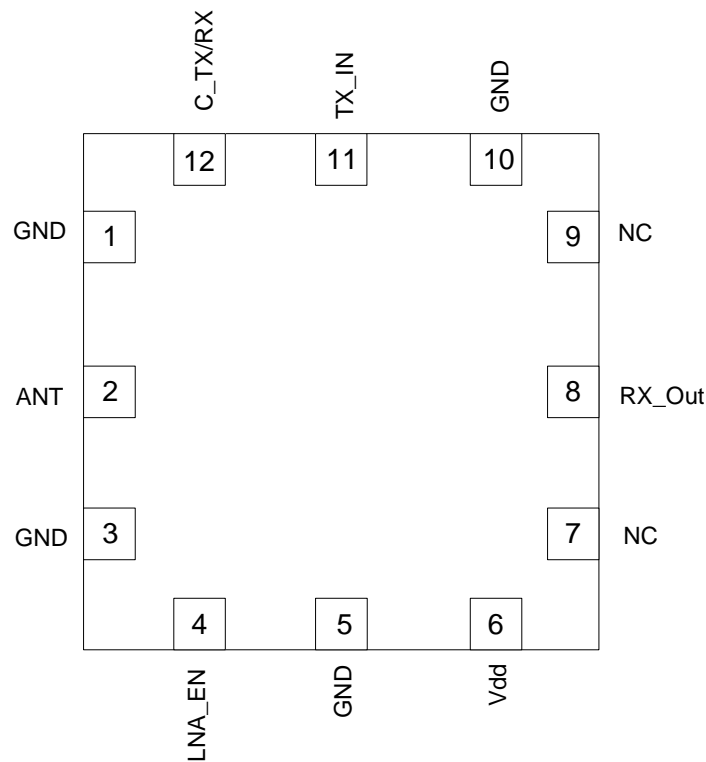 C_TX/RX
TX_IN
GND
12
11
10
GND
1
9
NC
ANT
2
8
RX_Out
GND
3
7
NC
4
5
6
LNA_EN
GND
Vdd